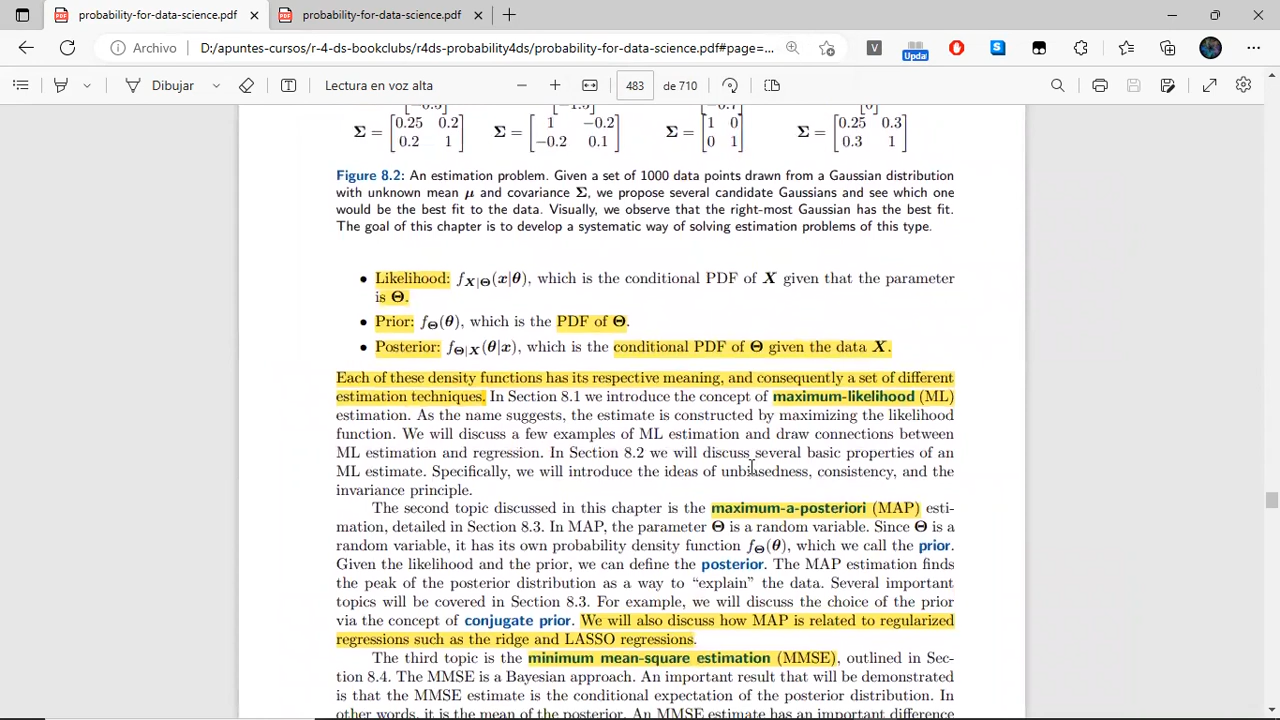 probability-for-data-science.pdf
probability-for-data-science.pdf
Archivo
D:/apuntes-cursos/r-4-ds-bookclubs/r4ds-probability4ds/probability-for-data-science.pdf#page=...
Upda
Dibujar
Lectura en voz alta
483
de 710
Σ = [0.25 0.2 0.2 1] Σ = [1 −0.2 −0.2 0.1] Σ = [1 0 0 1] Σ = [0.25 0.3 0.3 1]
Figure 8.2: An estimation problem. Given a set of 1000 data points drawn from a Gaussian distribution
with unknown mean μ and covariance Σ, we propose several candidate Gaussians and see which one
would be the best fit to the data. Visually, we observe that the right-most Gaussian has the best fit.
The goal of this chapter is to develop a systematic way of solving estimation problems of this type.
• Likelihood: f_X|Θ(x|θ), which is the conditional PDF of X given that the parameter
is Θ.
• Prior: f_Θ(θ), which is the PDF of Θ.
• Posterior: f_Θ|X(θ|x), which is the conditional PDF of Θ given the data X.
Each of these density functions has its respective meaning, and consequently a set of different
estimation techniques. In Section 8.1 we introduce the concept of maximum-likelihood (ML)
estimation. As the name suggests, the estimate is constructed by maximizing the likelihood
function. We will discuss a few examples of ML estimation and draw connections between
ML estimation and regression. In Section 8.2 we will discuss several basic properties of an
ML estimate. Specifically, we will introduce the ideas of unbiasedness, consistency, and the
invariance principle.
The second topic discussed in this chapter is the maximum-a-posteriori (MAP) esti-
mation, detailed in Section 8.3. In MAP, the parameter Θ is a random variable. Since Θ is a
random variable, it has its own probability density function f_Θ(θ), which we call the prior.
Given the likelihood and the prior, we can define the posterior. The MAP estimation finds
the peak of the posterior distribution as a way to “explain” the data. Several important
topics will be covered in Section 8.3. For example, we will discuss the choice of the prior
via the concept of conjugate prior. We will also discuss how MAP is related to regularized
regressions such as the ridge and LASSO regressions.
The third topic is the minimum mean-square estimation (MMSE), outlined in Sec-
tion 8.4. The MMSE is a Bayesian approach. An important result that will be demonstrated
is that the MMSE estimate is the conditional expectation of the posterior distribution. In
other words, it is the mean of the posterior. An MMSE estimate has an important difference